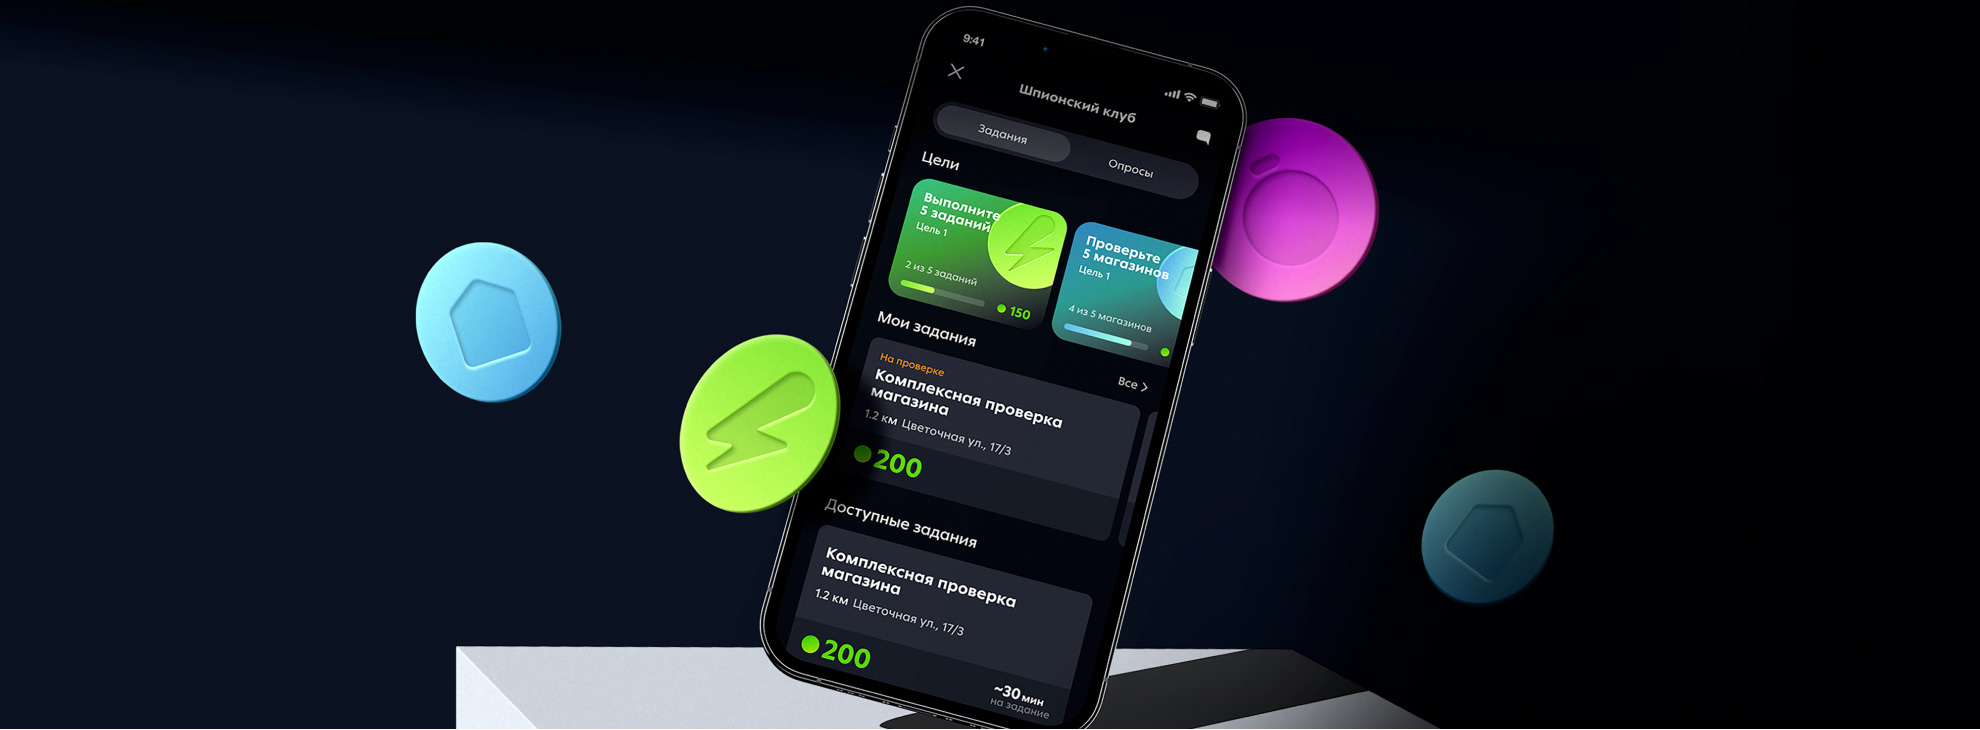 9:41
Шпионский клуб
Задания
Опросы
Цели
Выполните
5 заданий
Цель 1
2 из 5 заданий
150
Проверьте
5 магазинов
Цель 1
4 из 5 магазинов
Мои задания
Все >
На проверке
Комплексная проверка
магазина
1.2 км Цветочная ул., 17/3
200
Доступные задания
Комплексная проверка
магазина
1.2 км Цветочная ул., 17/3
200
~30 мин
на задание